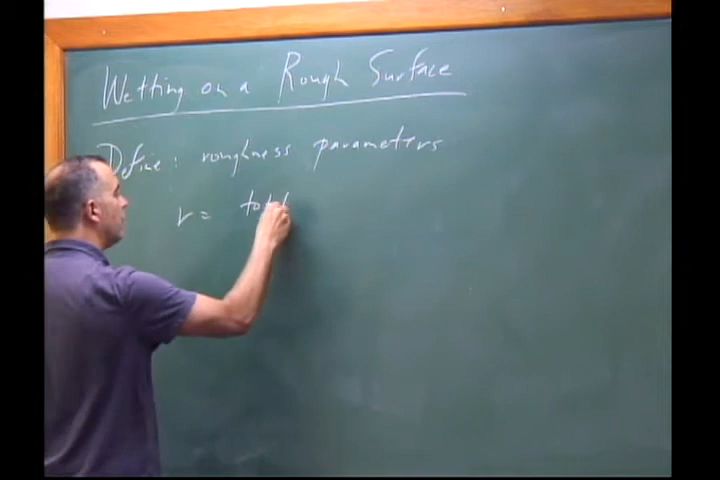 Wetting on a Rough Surface
Define: roughness parameters
r = total